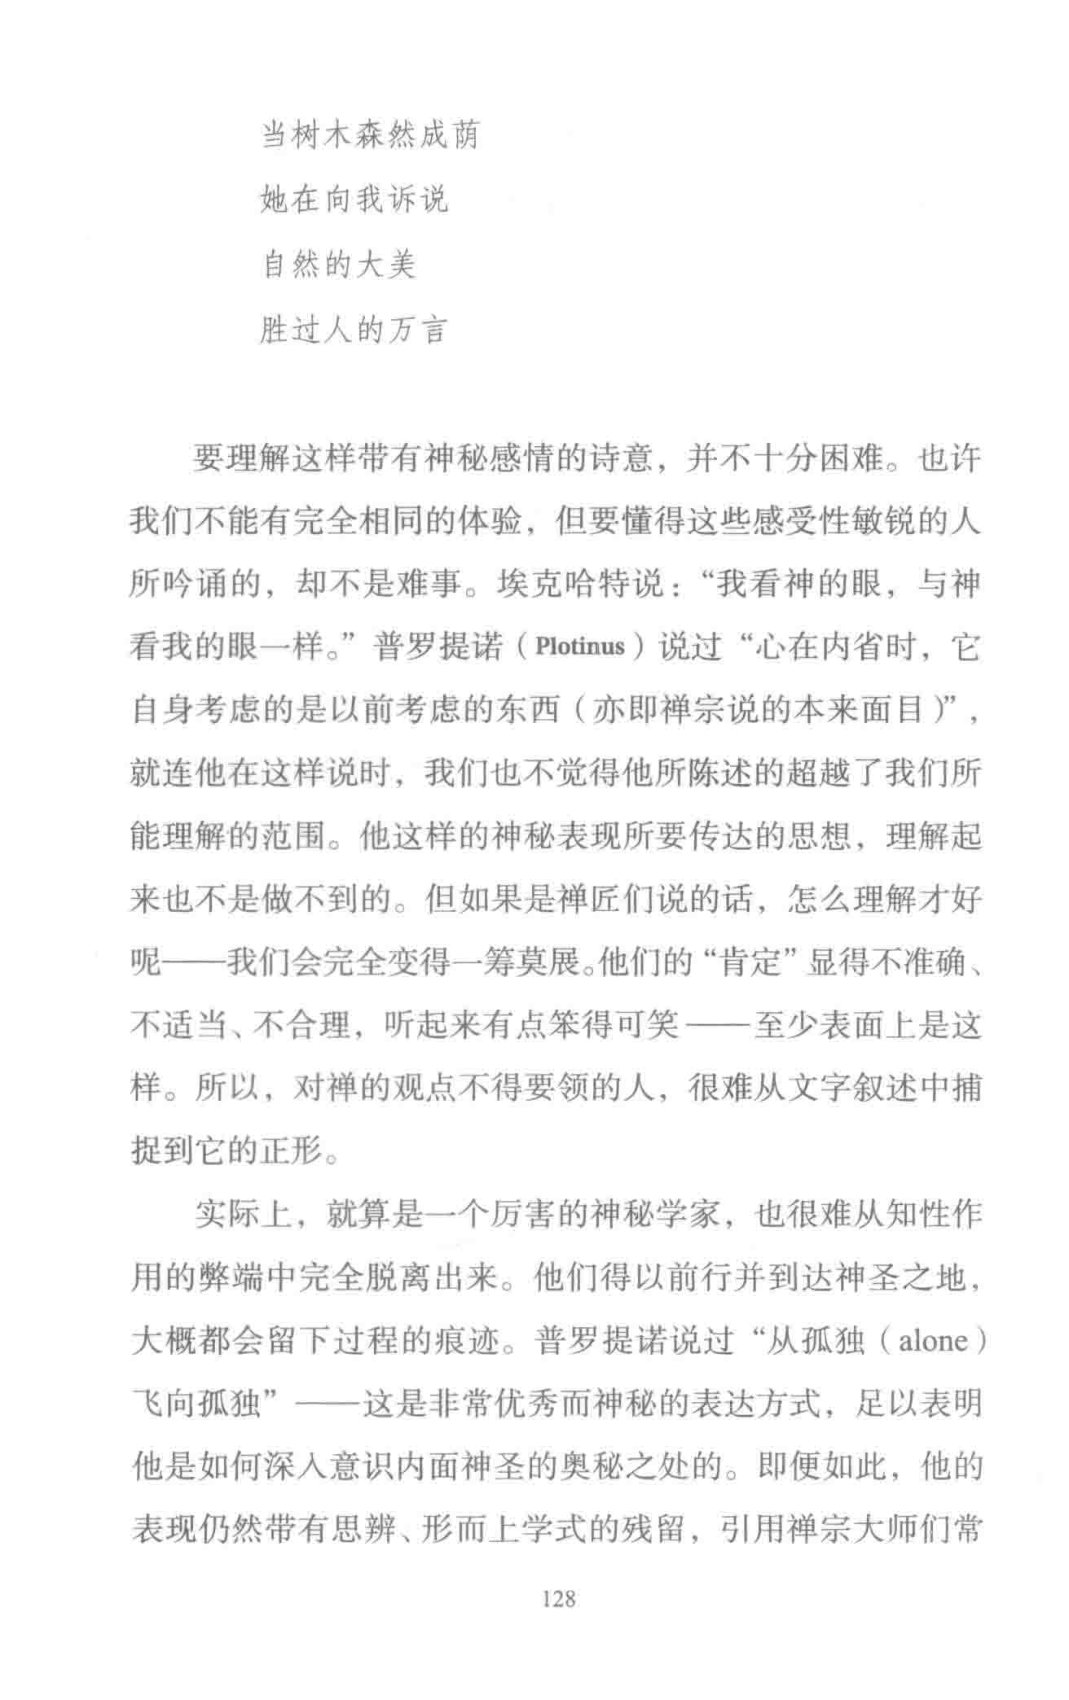 当树木森然成荫
她在向我诉说
自然的大美
胜过人的万言
要理解这样带有神秘感情的诗意，并不十分困难。也许
我们不能有完全相同的体验，但要懂得这些感受性敏锐的人
所吟诵的，却不是难事。埃克哈特说：“我看神的眼，与神
看我的眼一样。”普罗提诺（Plotinus）说过“心在内省时，它
自身考虑的是以前考虑的东西（亦即禅宗说的本来面目）”，
就连他在这样说时，我们也不觉得他所陈述的超越了我们所
能理解的范围。他这样的神秘表现所要传达的思想，理解起
来也不是做不到的。但如果是禅匠们说的话，怎么理解才好
呢——我们会完全变得一筹莫展。他们的“肯定”显得不准确、
不适当、不合理，听起来有点笨得可笑——至少表面上是这
样。所以，对禅的观点不得要领的人，很难从文字叙述中捕
捉到它的正形。
实际上，就算是一个厉害的神秘学家，也很难从知性作
用的弊端中完全脱离出来。他们得以前行并到达神圣之地，
大概都会留下过程的痕迹。普罗提诺说过“从孤独（alone）
飞向孤独”——这是非常优秀而神秘的表达方式，足以表明
他是如何深入意识内面神圣的奥秘之处的。即便如此，他的
表现仍然带有思辨、形而上学式的残留，引用禅宗大师们常
128